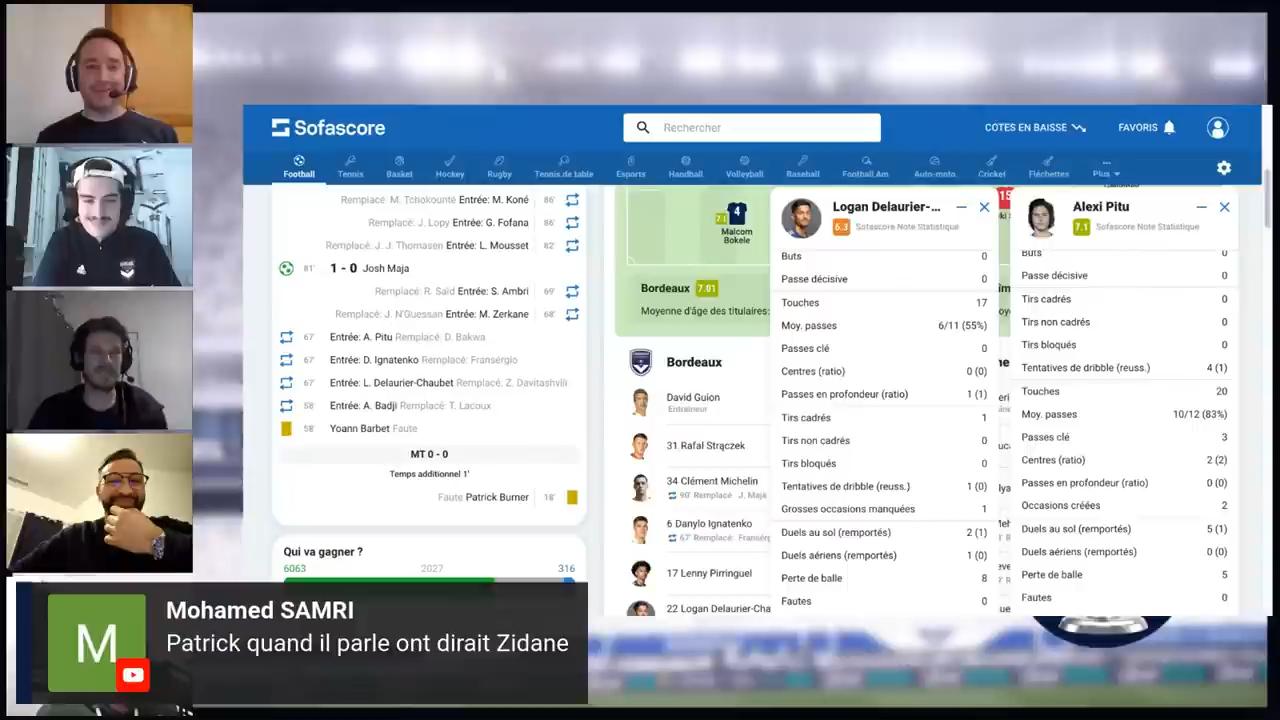 Sofascore
Rechercher
COTES EN BAISSE
FAVORIS
Football
Tennis
Basket
Hockey
Rugby
Tennis de table
Esports
Handball
Volleyball
Baseball
Football Am.
Auto-moto
Cricket
Fléchettes
Plus
Remplacé: M. Tchokounté Entrée: M. Koné 86'
Remplacé: J. Lopy Entrée: G. Fofana 86'
Remplacé: J. J. Thomasen Entrée: L. Mousset 82'
81' 1 - 0 Josh Maja
Remplacé: R. Saïd Entrée: S. Ambri 69'
Remplacé: J. N'Guessan Entrée: M. Zerkane 68'
67' Entrée: A. Pitu Remplacé: D. Bakwa
67' Entrée: D. Ignatenko Remplacé: Fransérgio
67' Entrée: L. Delaurier-Chaubet Remplacé: Z. Davitashvili
58' Entrée: A. Badji Remplacé: T. Lacoux
58' Yoann Barbet Faute
MT 0 - 0
Temps additionnel 1'
Faute Patrick Burner 18'
Qui va gagner ?
6063 2027 316
4
7.1
Malcom
Bokele
Bordeaux 7.01
Moyenne d'âge des titulaires:
Bordeaux
David Guion
Entraîneur
31 Rafal Strączek
34 Clément Michelin
90' Remplacé: J. Maja
6 Danylo Ignatenko
67' Remplacé: Fransérg
17 Lenny Pirringuel
22 Logan Delaurier-Cha
Logan Delaurier-...
6.3 Sofascore Note Statistique
Buts 0
Passe décisive 0
Touches 17
Moy. passes 6/11 (55%)
Passes clé 0
Centres (ratio) 0 (0)
Passes en profondeur (ratio) 1 (1)
Tirs cadrés 1
Tirs non cadrés 0
Tirs bloqués 0
Tentatives de dribble (reuss.) 1 (0)
Grosses occasions manquées 1
Duels au sol (remportés) 2 (1)
Duels aériens (remportés) 1 (0)
Perte de balle 8
Fautes 0
Alexi Pitu
7.1 Sofascore Note Statistique
Buts 0
Passe décisive 0
Tirs cadrés 0
Tirs non cadrés 0
Tirs bloqués 0
Tentatives de dribble (reuss.) 4 (1)
Touches 20
Moy. passes 10/12 (83%)
Passes clé 3
Centres (ratio) 2 (2)
Passes en profondeur (ratio) 0 (0)
Occasions créées 2
Duels au sol (remportés) 5 (1)
Duels aériens (remportés) 0 (0)
Perte de balle 5
Fautes 0
M
Mohamed SAMRI
Patrick quand il parle ont dirait Zidane